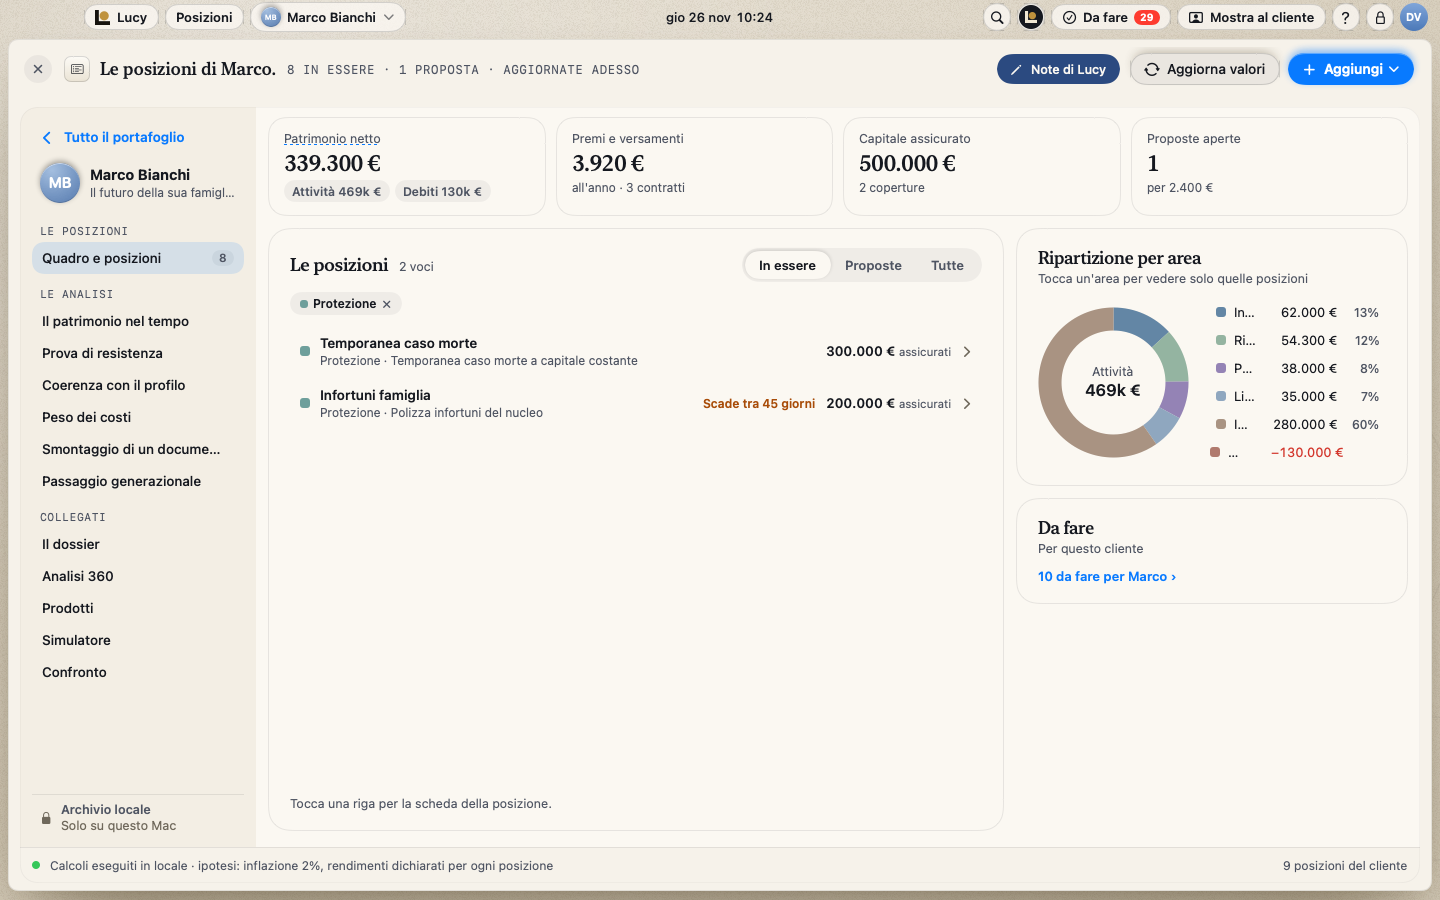 Lucy
Posizioni
MB Marco Bianchi
gio 26 nov 10:24
Da fare 29
Mostra al cliente
?
DV
Le posizioni di Marco.
8 IN ESSERE · 1 PROPOSTA · AGGIORNATE ADESSO
Note di Lucy
Aggiorna valori
+ Aggiungi
Tutto il portafoglio
MB
Marco Bianchi
Il futuro della sua famigl...
LE POSIZIONI
Quadro e posizioni 8
LE ANALISI
Il patrimonio nel tempo
Prova di resistenza
Coerenza con il profilo
Peso dei costi
Smontaggio di un docume...
Passaggio generazionale
COLLEGATI
Il dossier
Analisi 360
Prodotti
Simulatore
Confronto
Archivio locale
Solo su questo Mac
Patrimonio netto
339.300 €
Attività 469k € Debiti 130k €
Premi e versamenti
3.920 €
all'anno · 3 contratti
Capitale assicurato
500.000 €
2 coperture
Proposte aperte
1
per 2.400 €
Le posizioni 2 voci
In essere Proposte Tutte
Protezione ×
Temporanea caso morte
Protezione · Temporanea caso morte a capitale costante
300.000 € assicurati
Infortuni famiglia
Protezione · Polizza infortuni del nucleo
Scade tra 45 giorni 200.000 € assicurati
Tocca una riga per la scheda della posizione.
Ripartizione per area
Tocca un'area per vedere solo quelle posizioni
Attività
469k €
In... 62.000 € 13%
Ri... 54.300 € 12%
P... 38.000 € 8%
Li... 35.000 € 7%
I... 280.000 € 60%
... −130.000 €
Da fare
Per questo cliente
10 da fare per Marco ›
Calcoli eseguiti in locale · ipotesi: inflazione 2%, rendimenti dichiarati per ogni posizione
9 posizioni del cliente